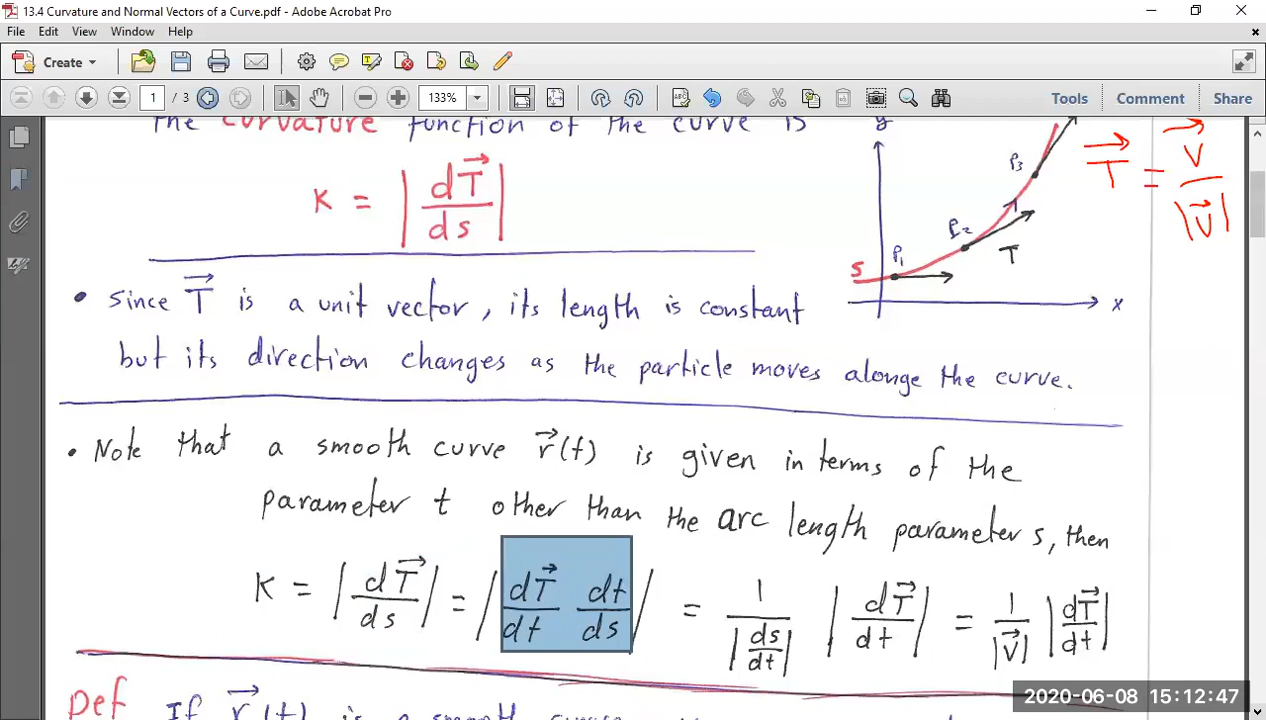 13.4 Curvature and Normal Vectors of a Curve.pdf - Adobe Acrobat Pro
File Edit View Window Help
Create
1 / 3 133% Tools Comment Share
The curvature function of the curve is
K = |dT⃗/ds|
y
P₃
P₂
P₁
T
S
x
T⃗ = v⃗/|v⃗|
• Since T⃗ is a unit vector, its length is constant
but its direction changes as the particle moves alonge the curve.
• Note that a smooth curve r⃗(t) is given in terms of the
parameter t other than the arc length parameter s, then
K = |dT⃗/ds| = |dT⃗/dt dt/ds| = 1/|ds/dt| |dT⃗/dt| = 1/|v⃗| |dT⃗/dt|
Def If r⃗(t) is a smooth curve
2020-06-08 15:12:47